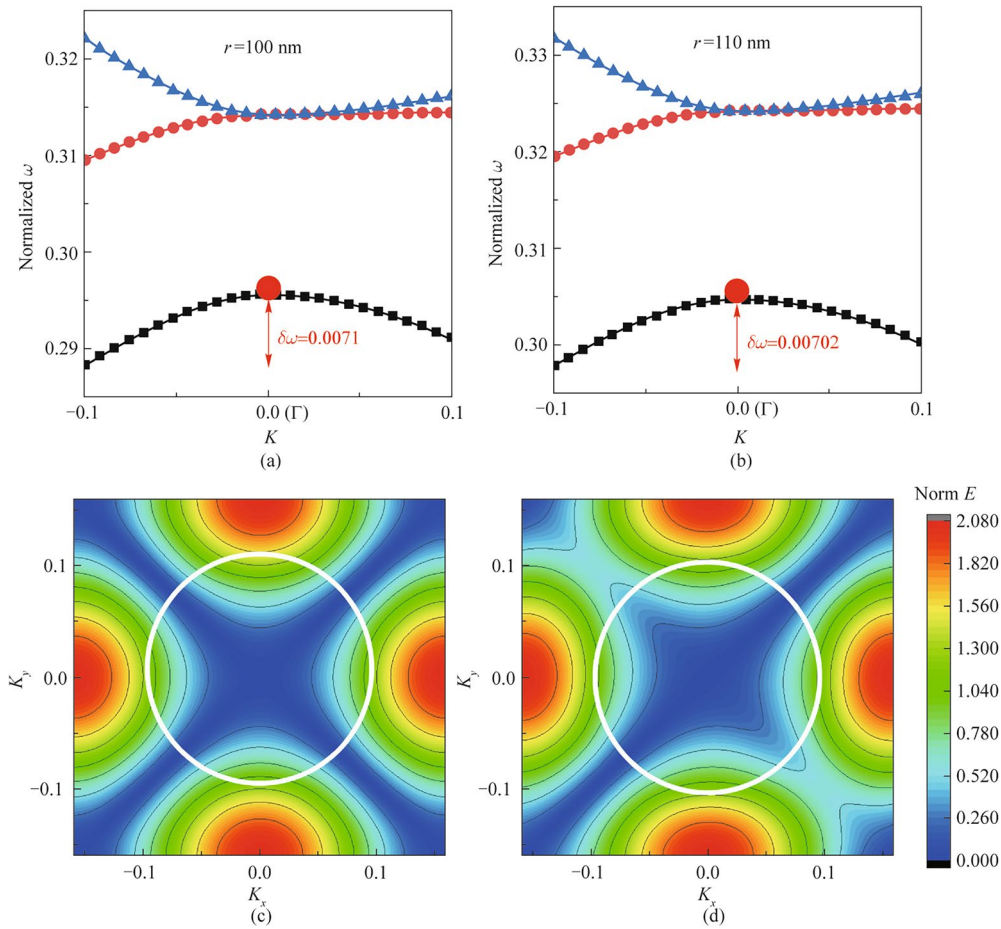 r=100 nm
0.32
0.31
0.30
0.29
Normalized ω
δω=0.0071
−0.1
0.0 (Γ)
0.1
K
(a)
r=110 nm
0.33
0.32
0.31
0.30
Normalized ω
δω=0.00702
−0.1
0.0 (Γ)
0.1
K
(b)
0.1
0.0
−0.1
K_y
−0.1
0.0
0.1
K_x
(c)
0.1
0.0
−0.1
K_y
−0.1
0.0
0.1
K_x
(d)
Norm E
2.080
1.820
1.560
1.300
1.040
0.780
0.520
0.260
0.000